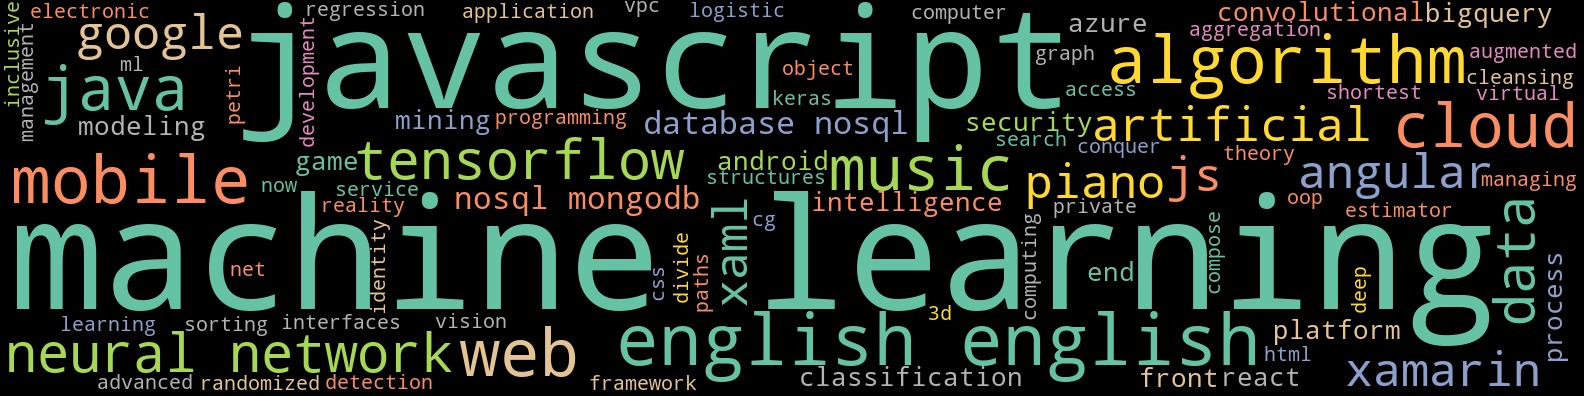 inclusive
electronic
regression
application
vpc
logistic
computer
convolutional
bigquery
management
google
javascript
development
azure
aggregation
algorithm
augmented
java
ml
petri
object
graph
cleansing
keras
access
shortest
virtual
modeling
mining
programming
database nosql
security
artificial
cloud
search
conquer
theory
game
tensorflow
android
music
mobile
now
service
structures
piano
js
angular
managing
reality
nosql mongodb
xaml
cg
intelligence
private
oop
estimator
machine learning
net
identity
css
divide
paths
computing
end
compose
deep
data
process
learning
sorting
interfaces
vision
3d
neural network
web
english english
platform
html
xamarin
advanced
randomized
detection
framework
classification
front
react